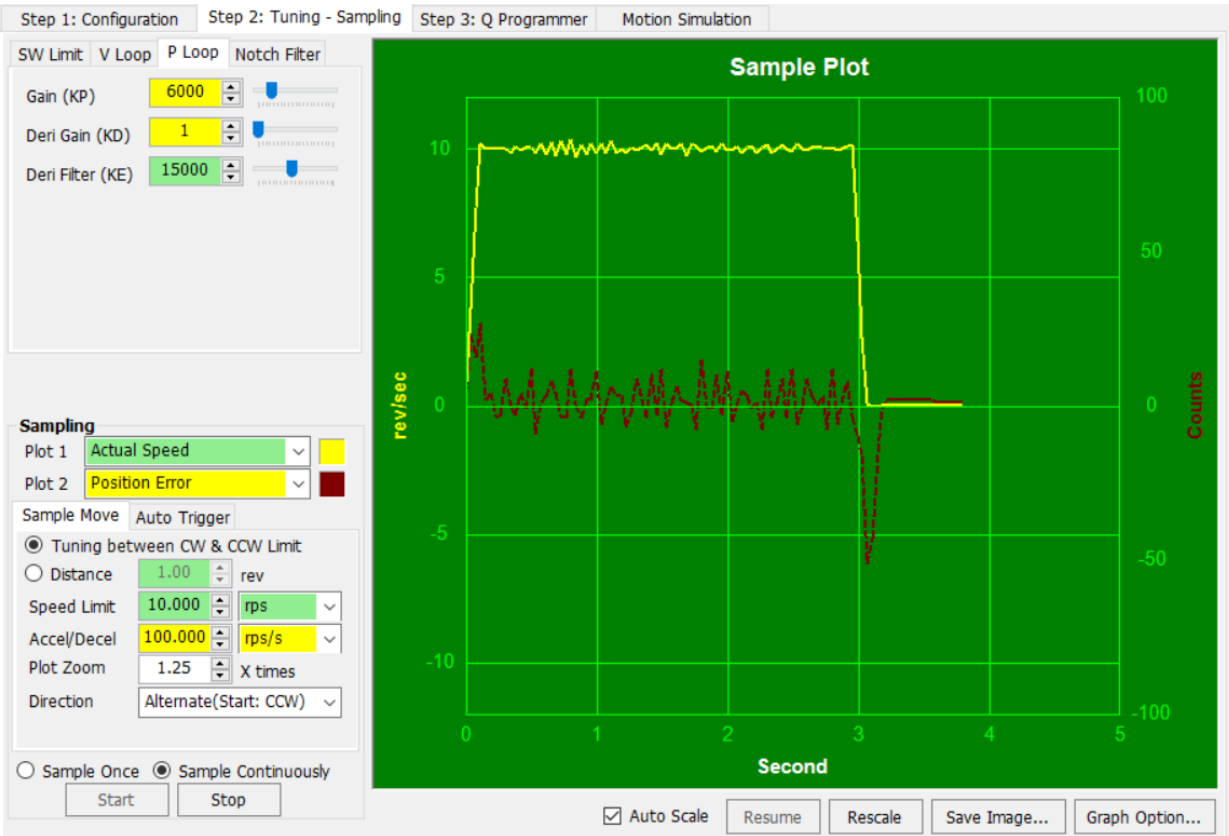 Step 1: Configuration Step 2: Tuning - Sampling Step 3: Q Programmer Motion Simulation
SW Limit V Loop P Loop Notch Filter
Gain (KP) 6000
Deri Gain (KD) 1
Deri Filter (KE) 15000
Sampling
Plot 1 Actual Speed
Plot 2 Position Error
Sample Move Auto Trigger
Tuning between CW & CCW Limit
Distance 1.00 rev
Speed Limit 10.000 rps
Accel/Decel 100.000 rps/s
Plot Zoom 1.25 X times
Direction Alternate(Start: CCW)
Sample Once Sample Continuously
Start Stop
Sample Plot
100
10
50
5
0 0
-5
-50
-10
-100
rev/sec
Counts
0 1 2 3 4 5
Second
Auto Scale Resume Rescale Save Image... Graph Option...